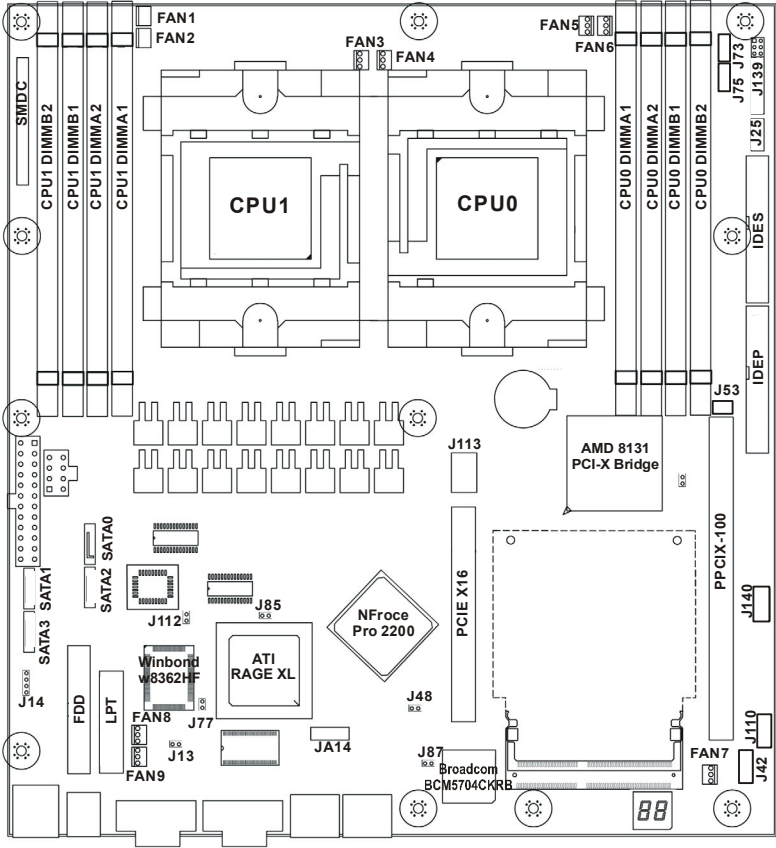 FAN1
FAN2
FAN3
FAN4
FAN5
FAN6
J73
J75
J139
J25
SMDC
CPU1 DIMMB2
CPU1 DIMMB1
CPU1 DIMMA2
CPU1 DIMMA1
CPU1
CPU0
CPU0 DIMMA1
CPU0 DIMMA2
CPU0 DIMMB1
CPU0 DIMMB2
IDES
IDEP
J53
J113
AMD 8131
PCI-X Bridge
SATA0
SATA1
SATA2
SATA3
J112
J85
NFroce
Pro 2200
PCIE X16
PPCIX-100
J140
Winbond
w8362HF
ATI
RAGE XL
J14
FDD
LPT
FAN8
FAN9
J77
J13
JA14
J48
J87
Broadcom
BCM5704CKRB
FAN7
J110
J42
88